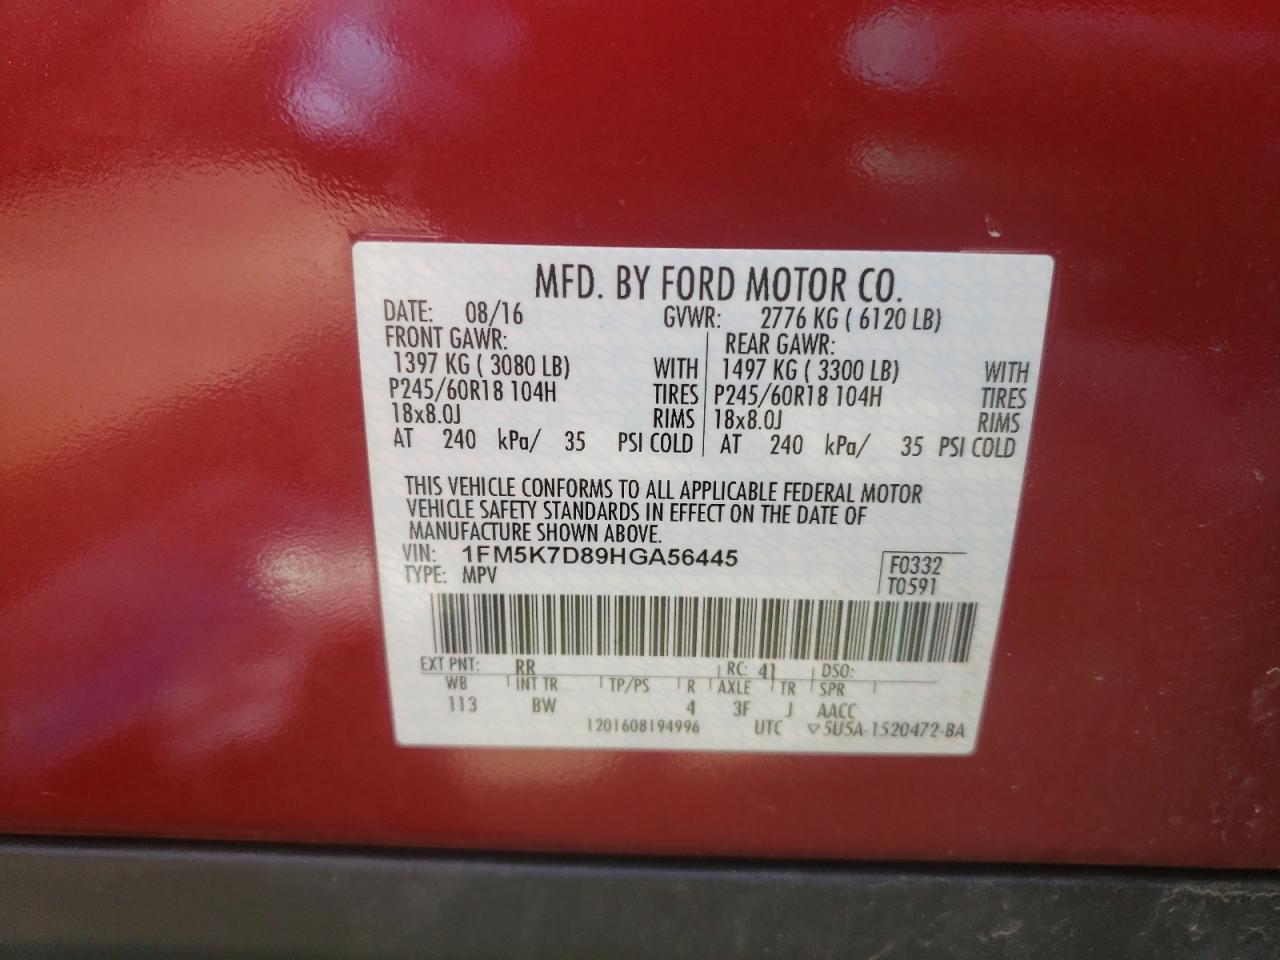 MFD. BY FORD MOTOR CO.
DATE: 08/16 GVWR: 2776 KG ( 6120 LB)
FRONT GAWR: REAR GAWR:
1397 KG ( 3080 LB) WITH 1497 KG ( 3300 LB) WITH
P245/60R18 104H TIRES P245/60R18 104H TIRES
18x8.0J RIMS 18x8.0J RIMS
AT 240 kPa/ 35 PSI COLD AT 240 kPa/ 35 PSI COLD
THIS VEHICLE CONFORMS TO ALL APPLICABLE FEDERAL MOTOR
VEHICLE SAFETY STANDARDS IN EFFECT ON THE DATE OF
MANUFACTURE SHOWN ABOVE.
VIN: 1FM5K7D89HGA56445 F0332
TYPE: MPV T0591
EXT PNT: RR RC: 41 DSO:
WB INT TR TP/PS R AXLE TR SPR
113 BW 4 3F J AACC
1201608194996 UTC ▽5U5A-1520472-BA